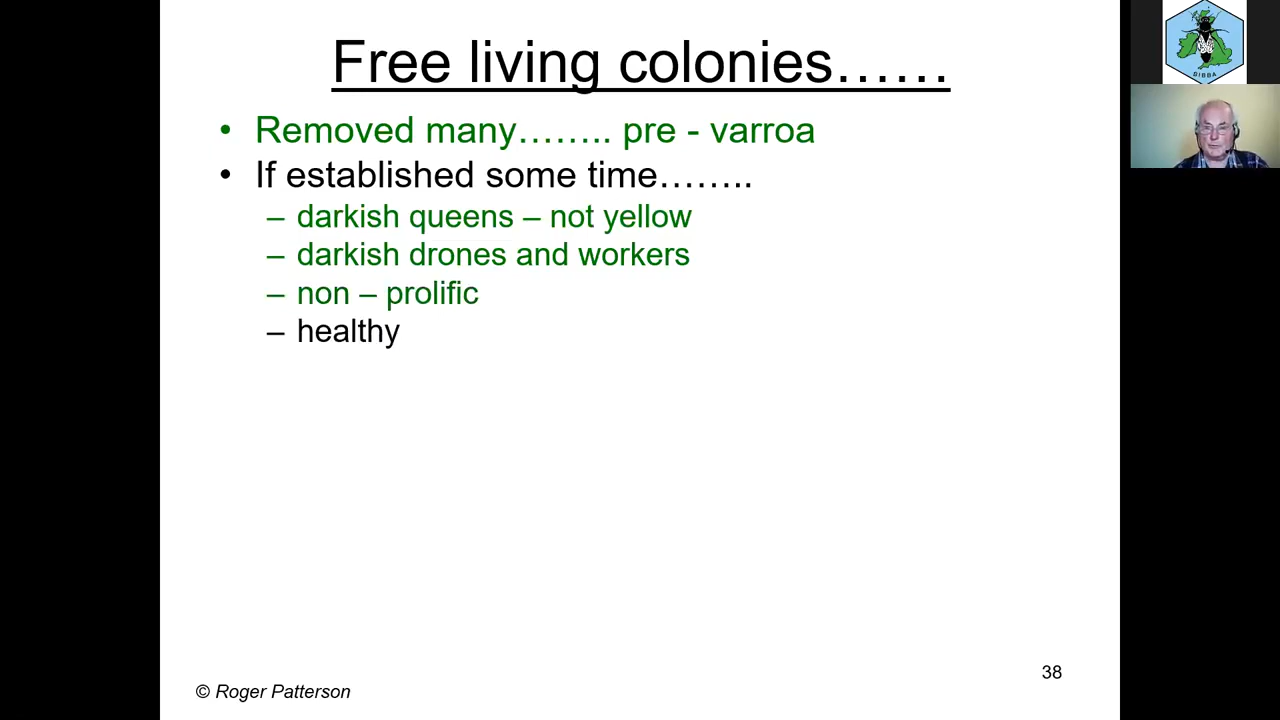 Free living colonies……
• Removed many…….. pre - varroa
• If established some time……..
– darkish queens – not yellow
– darkish drones and workers
– non – prolific
– healthy
38
© Roger Patterson
BIBBA